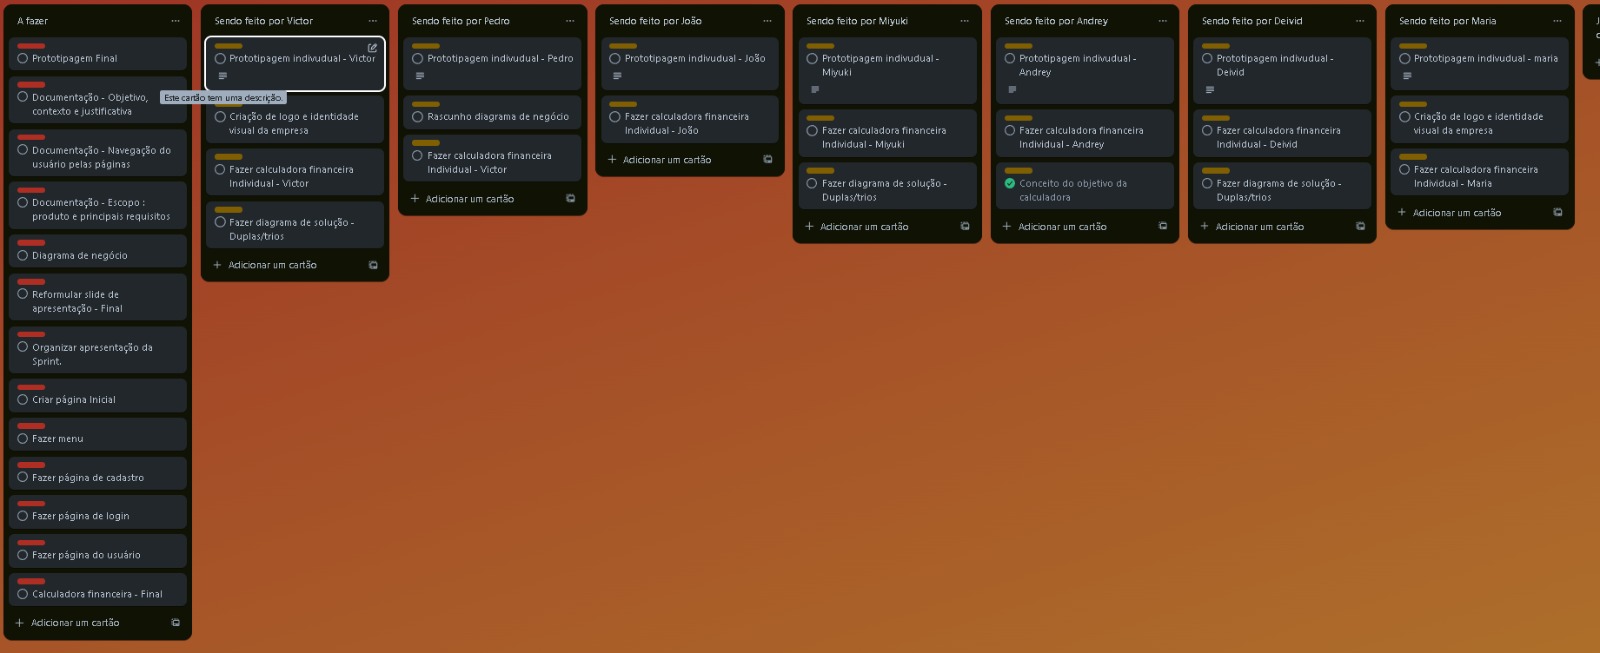 A fazer
Prototipagem Final
Documentação - Objetivo,
contexto e justificativa
Documentação - Navegação do
usuário pelas páginas
Documentação - Escopo :
produto e principais requisitos
Diagrama de negócio
Reformular slide de
apresentação - Final
Organizar apresentação da
Sprint.
Criar página Inicial
Fazer menu
Fazer página de cadastro
Fazer página de login
Fazer página do usuário
Calculadora financeira - Final
Adicionar um cartão
Sendo feito por Victor
Prototipagem indivudual - Victor
Este cartão tem uma descrição.
Criação de logo e identidade
visual da empresa
Fazer calculadora financeira
Individual - Victor
Fazer diagrama de solução -
Duplas/trios
Adicionar um cartão
Sendo feito por Pedro
Prototipagem indivudual - Pedro
Rascunho diagrama de negócio
Fazer calculadora financeira
Individual - Victor
Adicionar um cartão
Sendo feito por João
Prototipagem indivudual - João
Fazer calculadora financeira
Individual - João
Adicionar um cartão
Sendo feito por Miyuki
Prototipagem indivudual -
Miyuki
Fazer calculadora financeira
Individual - Miyuki
Fazer diagrama de solução -
Duplas/trios
Adicionar um cartão
Sendo feito por Andrey
Prototipagem indivudual -
Andrey
Fazer calculadora financeira
Individual - Andrey
Conceito do objetivo da
calculadora
Adicionar um cartão
Sendo feito por Deivid
Prototipagem indivudual -
Deivid
Fazer calculadora financeira
Individual - Deivid
Fazer diagrama de solução -
Duplas/trios
Adicionar um cartão
Sendo feito por Maria
Prototipagem indivudual - maria
Criação de logo e identidade
visual da empresa
Fazer calculadora financeira
Individual - Maria
Adicionar um cartão